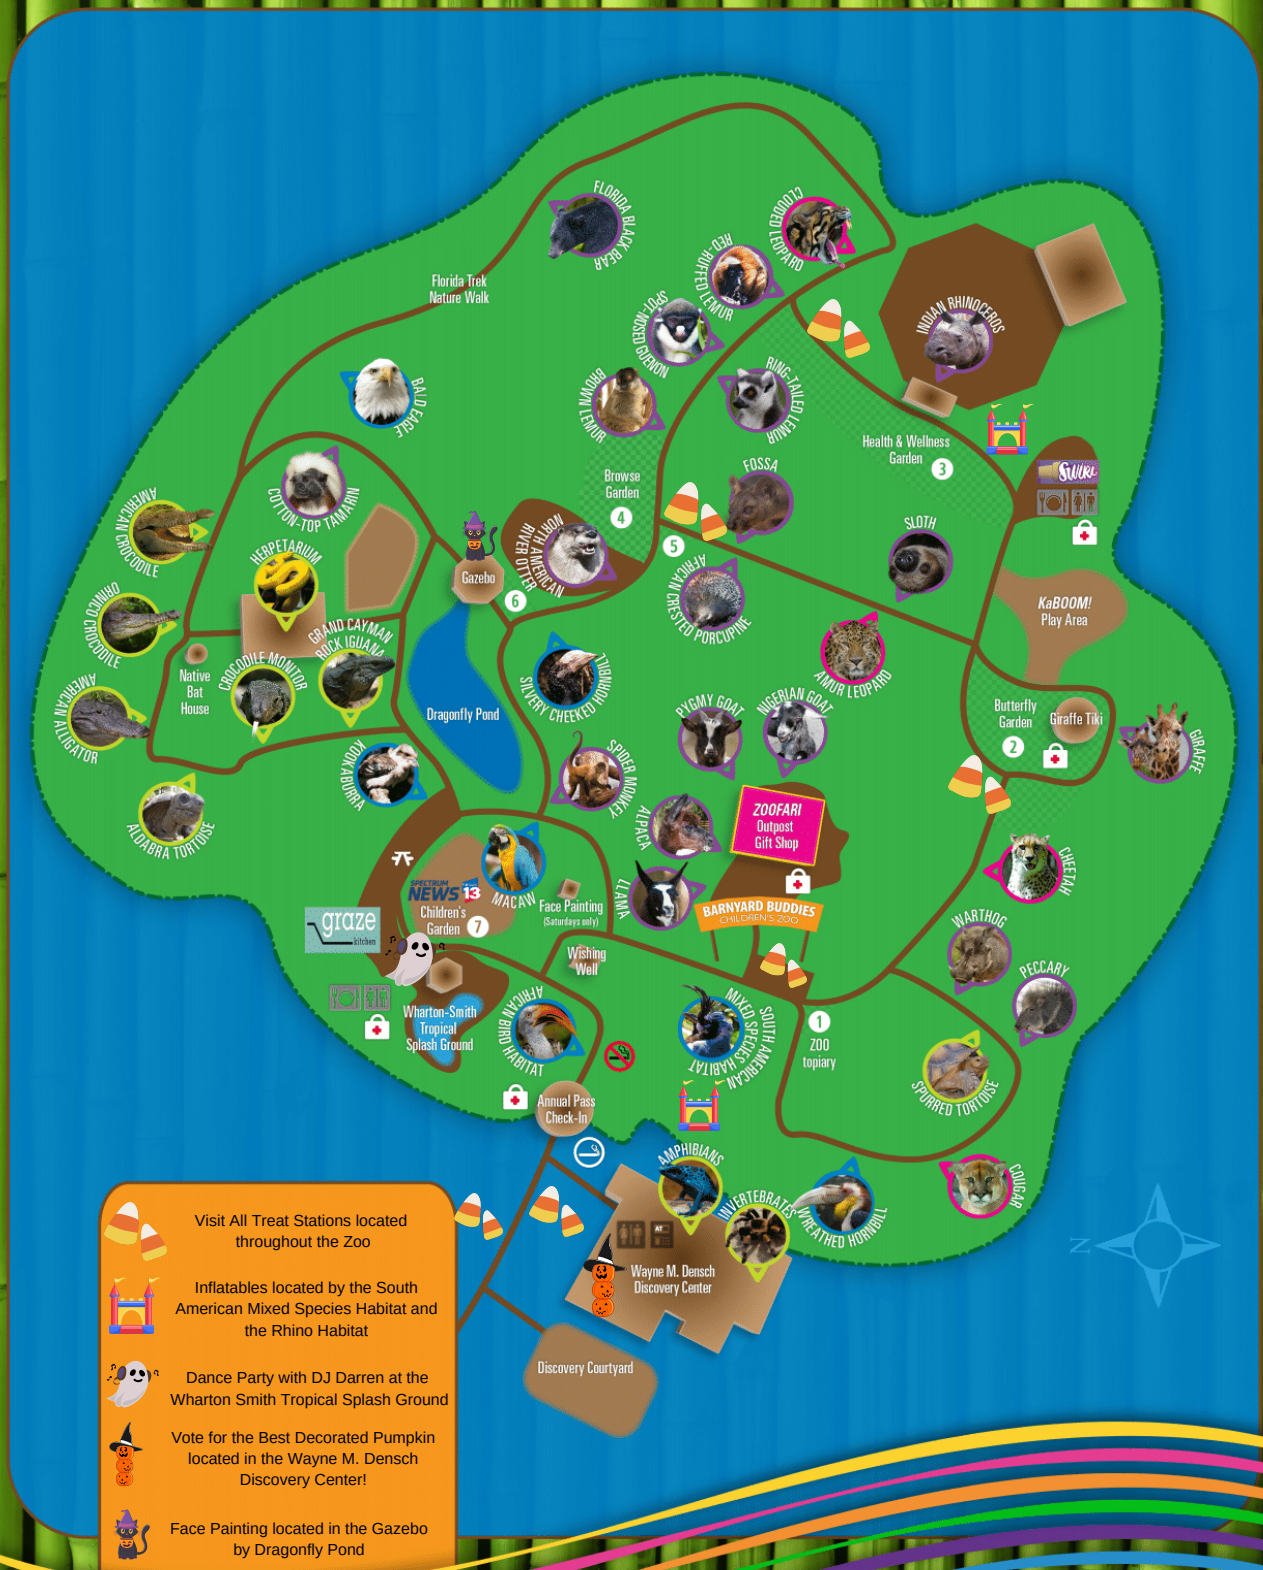 FLORIDA BLACK BEAR
CLOUDED LEOPARD
RED-RUFFED LEMUR
Florida Trek
Nature Walk
SPOT-NOSED GUENON
INDIAN RHINOCEROS
BALD EAGLE
BROWN LEMUR
RING-TAILED LEMUR
Health & Wellness
Garden 3
Swirl
COTTON-TOP TAMARIN
Browse
Garden
4
FOSSA
AMERICAN CROCODILE
HERPETARIUM
NORTH AMERICAN
RIVER OTTER
5
SLOTH
Gazebo
6
ORINICO CROCODILE
AFRICAN CRESTED PORCUPINE
KaBOOM!
Play Area
GRAND CAYMAN
ROCK IGUANA
CROCODILE MONITOR
Native
Bat
House
SILVERY CHEEKED HORNBILL
AMUR LEOPARD
AMERICAN ALLIGATOR
Dragonfly Pond
PYGMY GOAT
NIGERIAN GOAT
Butterfly
Garden
2
Giraffe Tiki
GIRAFFE
KOOKABURRA
SPIDER MONKEY
ALDABRA TORTOISE
ALPACA
ZOOFARI
Outpost
Gift Shop
CHEETAH
SPECTRUM
NEWS 13
MACAW
Children's
Garden 7
Face Painting
(Saturdays only)
LLAMA
BARNYARD BUDDIES
CHILDREN'S ZOO
graze
kitchen
WARTHOG
Wishing
Well
PECCARY
Wharton-Smith
Tropical
Splash Ground
AFRICAN BIRD HABITAT
SOUTH AMERICAN
MIXED SPECIES HABITAT
1
ZOO
topiary
SPURRED TORTOISE
Annual Pass
Check-In
AMPHIBIANS
INVERTEBRATES
WREATHED HORNBILL
COUGAR
AT
Wayne M. Densch
Discovery Center
N
Discovery Courtyard
Visit All Treat Stations located
throughout the Zoo
Inflatables located by the South
American Mixed Species Habitat and
the Rhino Habitat
Dance Party with DJ Darren at the
Wharton Smith Tropical Splash Ground
Vote for the Best Decorated Pumpkin
located in the Wayne M. Densch
Discovery Center!
Face Painting located in the Gazebo
by Dragonfly Pond